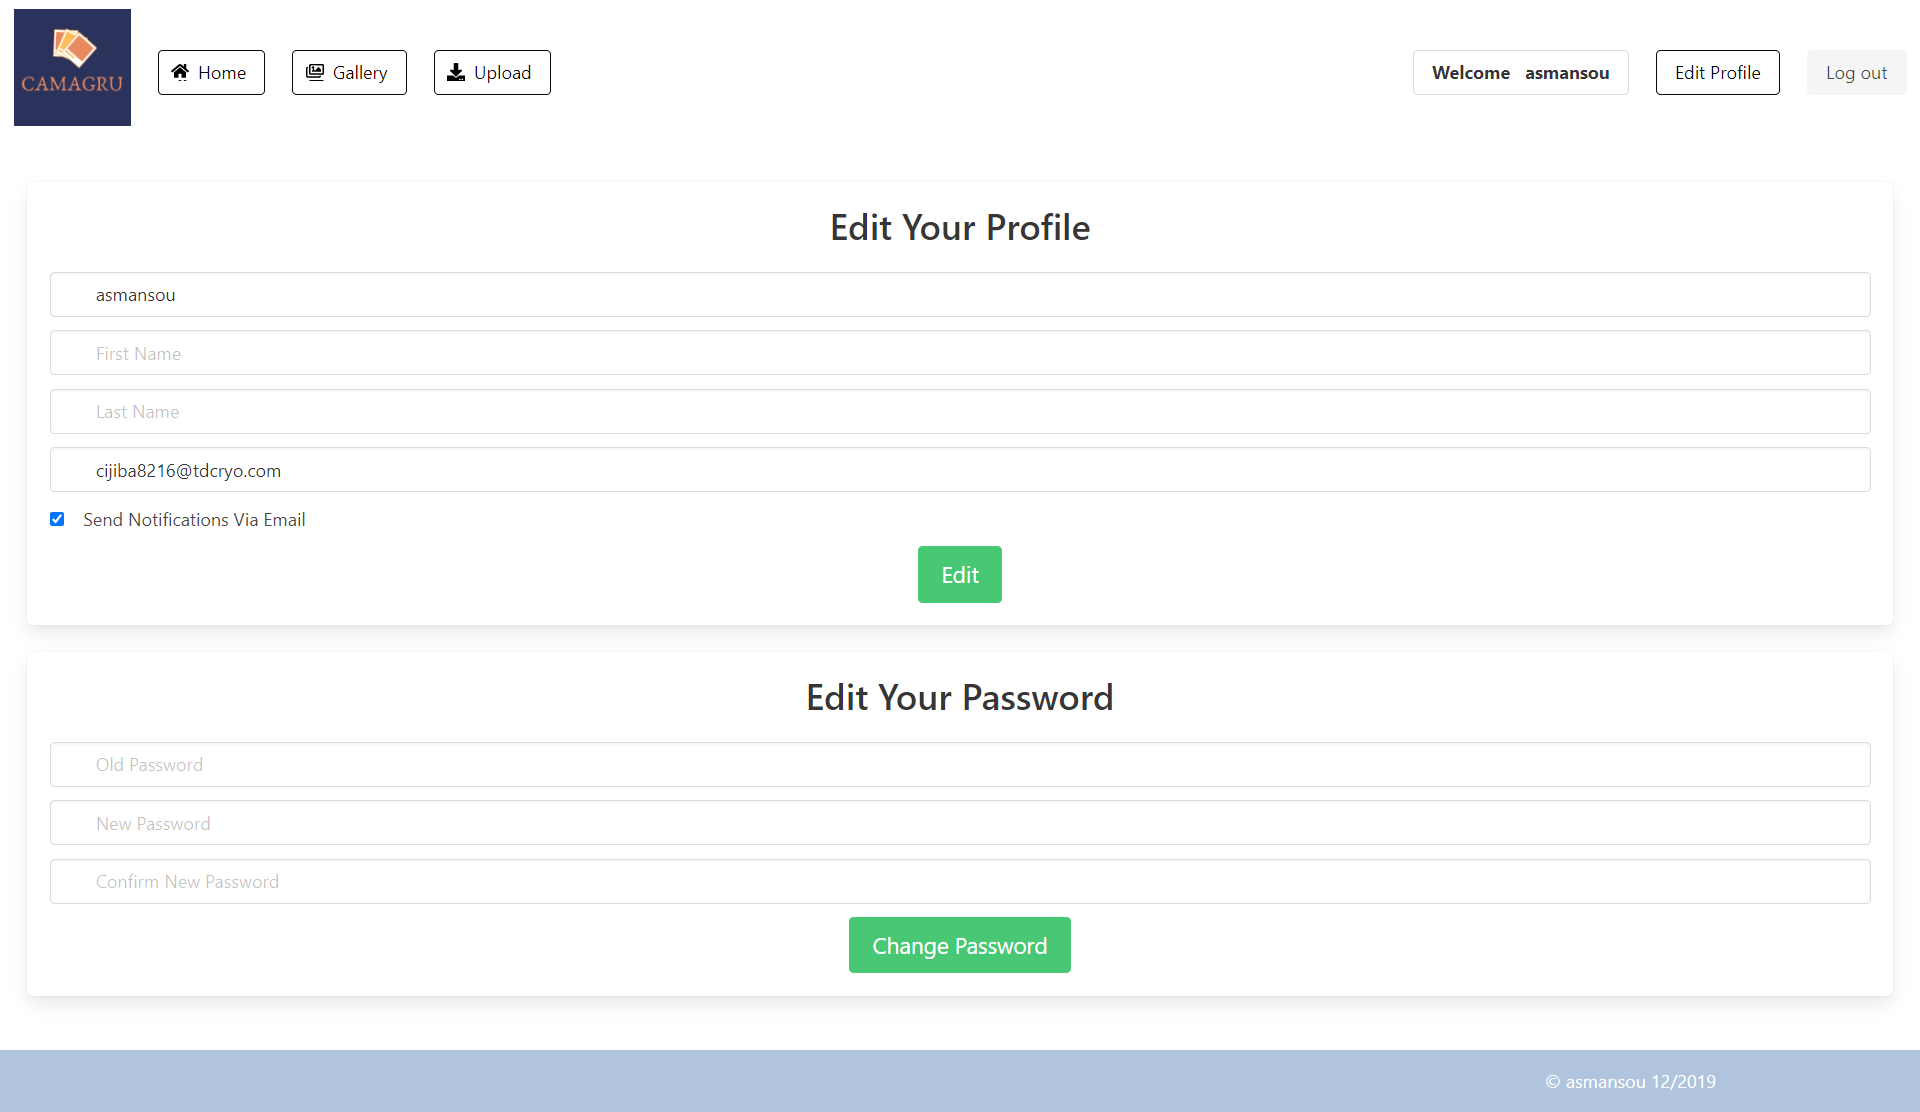 CAMAGRU
Home
Gallery
Upload
Welcome asmansou
Edit Profile
Log out
Edit Your Profile
asmansou
First Name
Last Name
cijiba8216@tdcryo.com
Send Notifications Via Email
Edit
Edit Your Password
Old Password
New Password
Confirm New Password
Change Password
© asmansou 12/2019